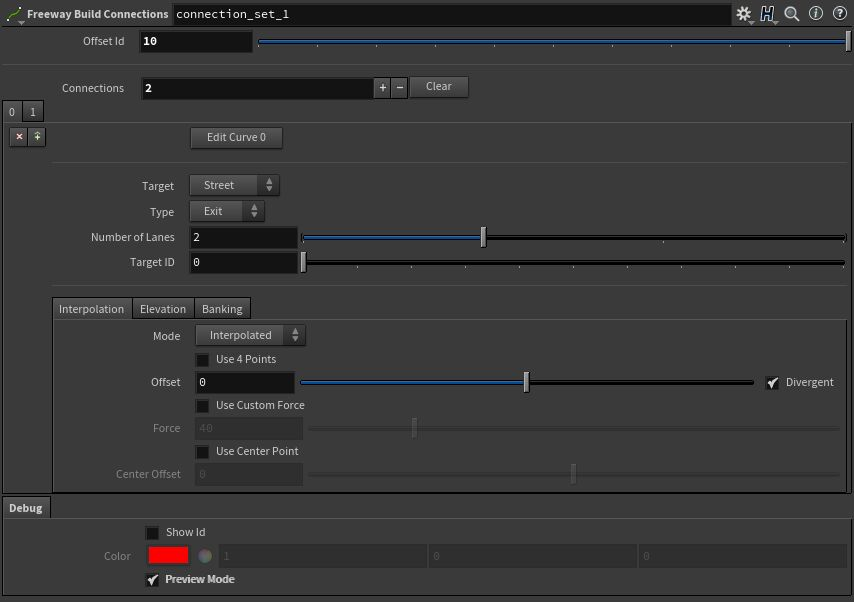 Freeway Build Connections connection_set_1
Offset Id 10
Connections 2 + − Clear
0 1
Edit Curve 0
Target Street
Type Exit
Number of Lanes 2
Target ID 0
Interpolation Elevation Banking
Mode Interpolated
Use 4 Points
Offset 0 Divergent
Use Custom Force
Force 40
Use Center Point
Center Offset 0
Debug
Show Id
Color 1 0 0
Preview Mode